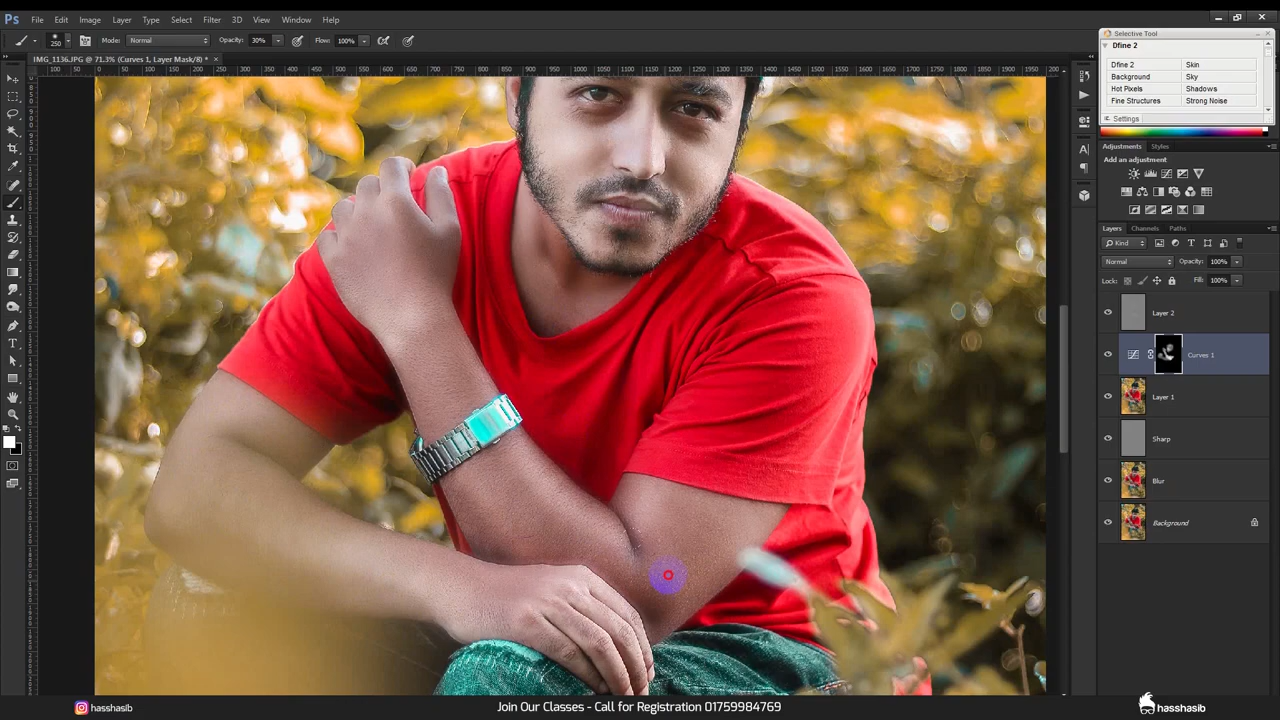 Ps File Edit Image Layer Type Select Filter 3D View Window Help
250 Mode: Normal Opacity: 30% Flow: 100%
IMG_1136.JPG @ 71.3% (Curves 1, Layer Mask/8) * ×
Selective Tool
Dfine 2
Dfine 2 Skin
Background Sky
Hot Pixels Shadows
Fine Structures Strong Noise
Settings
Adjustments Styles
Add an adjustment
Layers Channels Paths
Kind
Normal Opacity: 100%
Lock: Fill: 100%
Layer 2
Curves 1
Layer 1
Sharp
Blur
Background
hasshasib
Join Our Classes - Call for Registration 01759984769
hasshasib